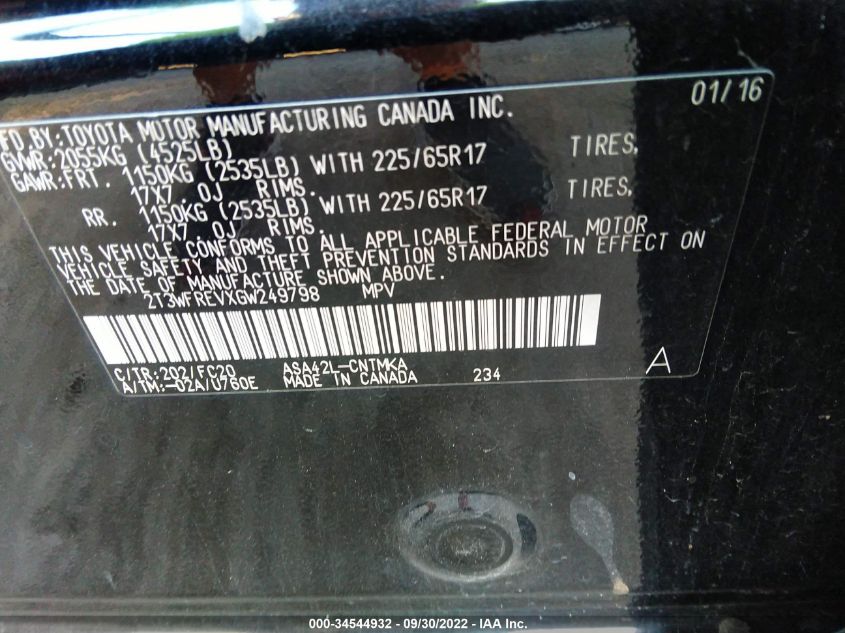 01/16
FD BY: TOYOTA MOTOR MANUFACTURING CANADA INC.
GVWR: 2055KG (4525LB)
GAWR: FRT. 1150KG (2535LB) WITH 225/65R17 TIRES,
17X7.0J RIMS.
RR. 1150KG (2535LB) WITH 225/65R17 TIRES,
17X7.0J RIMS.
THIS VEHICLE CONFORMS TO ALL APPLICABLE FEDERAL MOTOR
VEHICLE SAFETY AND THEFT PREVENTION STANDARDS IN EFFECT ON
THE DATE OF MANUFACTURE SHOWN ABOVE.
2T3WFREVXGW249798 MPV
C/TR: 202/FC20 ASA42L-CNTMKA
A/TM: -02A/U760E MADE IN CANADA 234 A
000-34544932 - 09/30/2022 - IAA Inc.